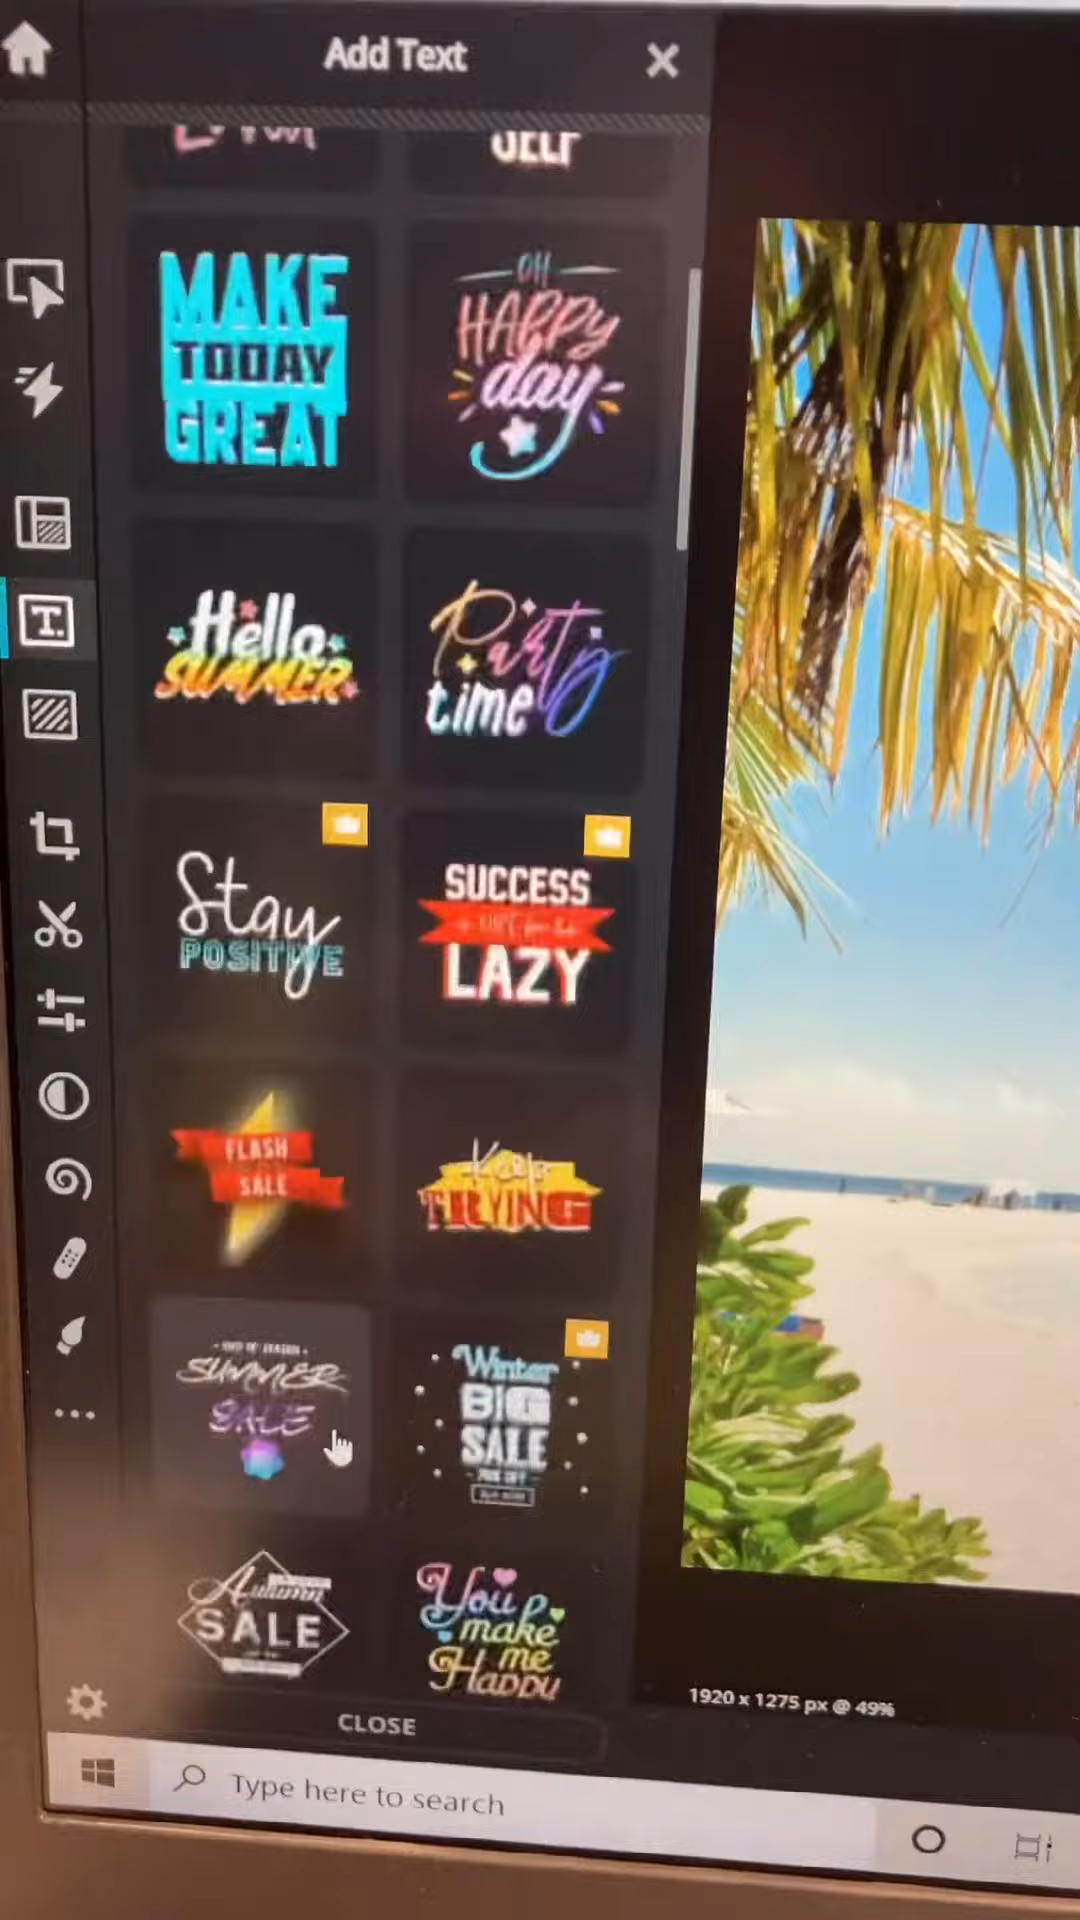 Add Text
SELF
MAKE
TODAY
GREAT
OH
HAPPY
day
Hello
SUMMER
Party
time
Stay
POSITIVE
SUCCESS
LAZY
FLASH
SALE
Keep
TRYING
SUMMER
SALE
Winter
BIG
SALE
Autumn
SALE
You
make
me
Happy
1920 x 1275 px @ 49%
CLOSE
Type here to search